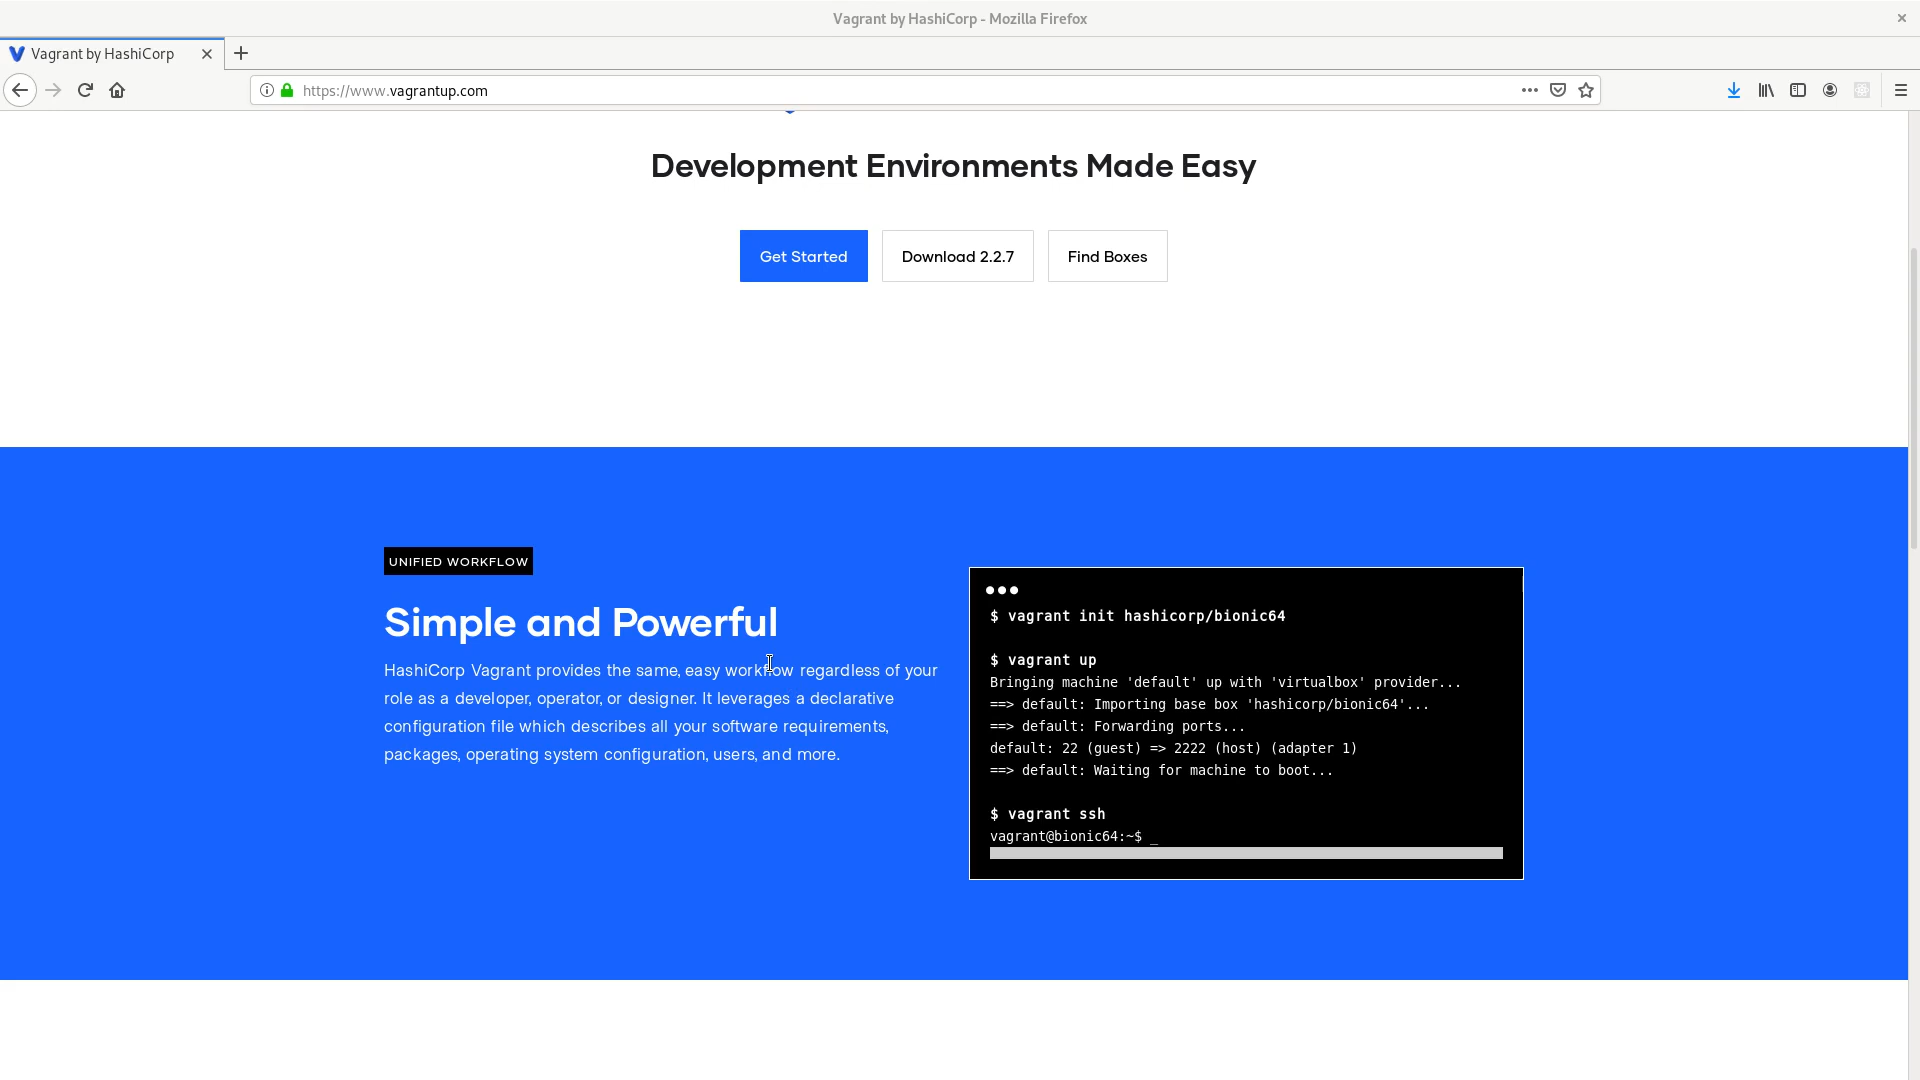 Vagrant by HashiCorp - Mozilla Firefox
Vagrant by HashiCorp
https://www.vagrantup.com
Development Environments Made Easy
Get Started
Download 2.2.7
Find Boxes
UNIFIED WORKFLOW
Simple and Powerful
HashiCorp Vagrant provides the same, easy workflow regardless of your
role as a developer, operator, or designer. It leverages a declarative
configuration file which describes all your software requirements,
packages, operating system configuration, users, and more.
$ vagrant init hashicorp/bionic64
$ vagrant up
Bringing machine 'default' up with 'virtualbox' provider...
==> default: Importing base box 'hashicorp/bionic64'...
==> default: Forwarding ports...
default: 22 (guest) => 2222 (host) (adapter 1)
==> default: Waiting for machine to boot...
$ vagrant ssh
vagrant@bionic64:~$ _